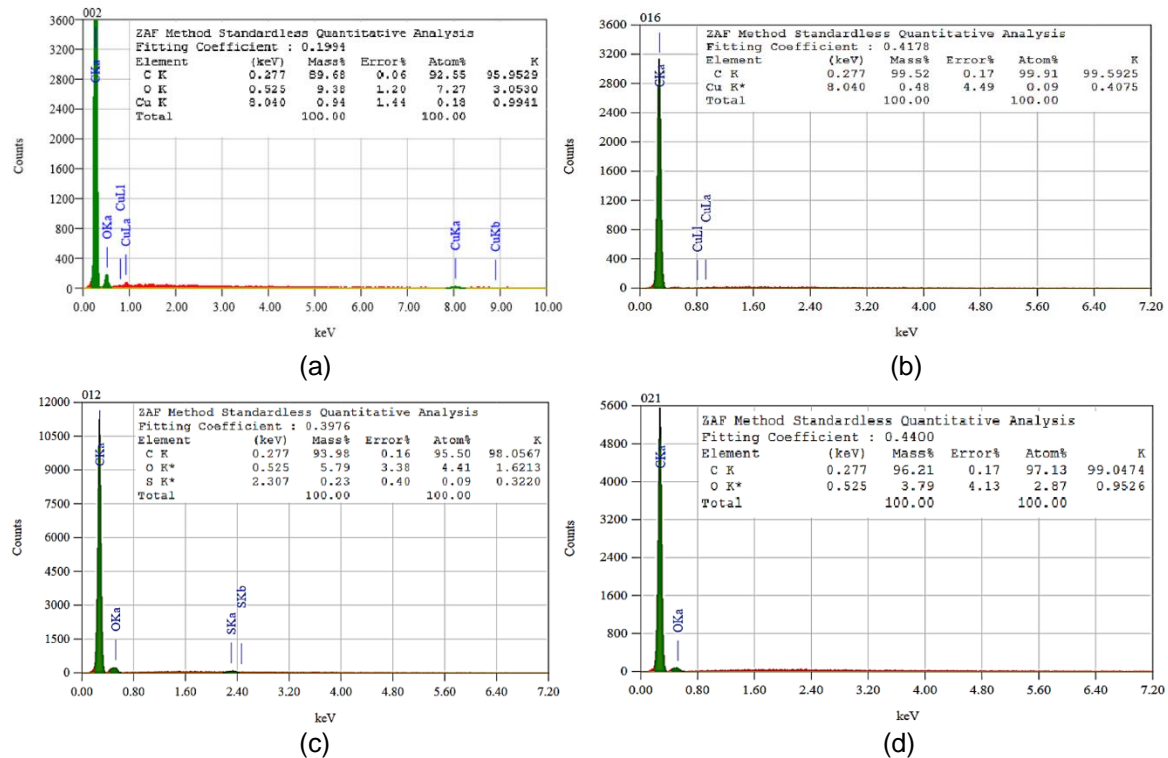 002
ZAF Method Standardless Quantitative Analysis
Fitting Coefficient : 0.1994
Element (keV) Mass% Error% Atom% K
C K 0.277 89.68 0.06 92.55 95.9529
O K 0.525 9.38 1.20 7.27 3.0530
Cu K 8.040 0.94 1.44 0.18 0.9941
Total 100.00 100.00
3600
3200
2800
2400
2000
1600
1200
800
400
0
Counts
CKa
OKa
CuLl
CuLa
CuKa
CuKb
0.00 1.00 2.00 3.00 4.00 5.00 6.00 7.00 8.00 9.00 10.00
keV
(a)
016
ZAF Method Standardless Quantitative Analysis
Fitting Coefficient : 0.4178
Element (keV) Mass% Error% Atom% K
C K 0.277 99.52 0.17 99.91 99.5925
Cu K* 8.040 0.48 4.49 0.09 0.4075
Total 100.00 100.00
3600
3200
2800
2400
2000
1600
1200
800
400
0
Counts
CKa
CuLl
CuLa
0.00 0.80 1.60 2.40 3.20 4.00 4.80 5.60 6.40 7.20
keV
(b)
012
ZAF Method Standardless Quantitative Analysis
Fitting Coefficient : 0.3976
Element (keV) Mass% Error% Atom% K
C K 0.277 93.98 0.16 95.50 98.0567
O K* 0.525 5.79 3.38 4.41 1.6213
S K* 2.307 0.23 0.40 0.09 0.3220
Total 100.00 100.00
12000
10500
9000
7500
6000
4500
3000
1500
0
Counts
CKa
OKa
SKa
SKb
0.00 0.80 1.60 2.40 3.20 4.00 4.80 5.60 6.40 7.20
keV
(c)
021
ZAF Method Standardless Quantitative Analysis
Fitting Coefficient : 0.4400
Element (keV) Mass% Error% Atom% K
C K 0.277 96.21 0.17 97.13 99.0474
O K* 0.525 3.79 4.13 2.87 0.9526
Total 100.00 100.00
5600
4800
4000
3200
2400
1600
800
0
Counts
CKa
OKa
0.00 0.80 1.60 2.40 3.20 4.00 4.80 5.60 6.40 7.20
keV
(d)